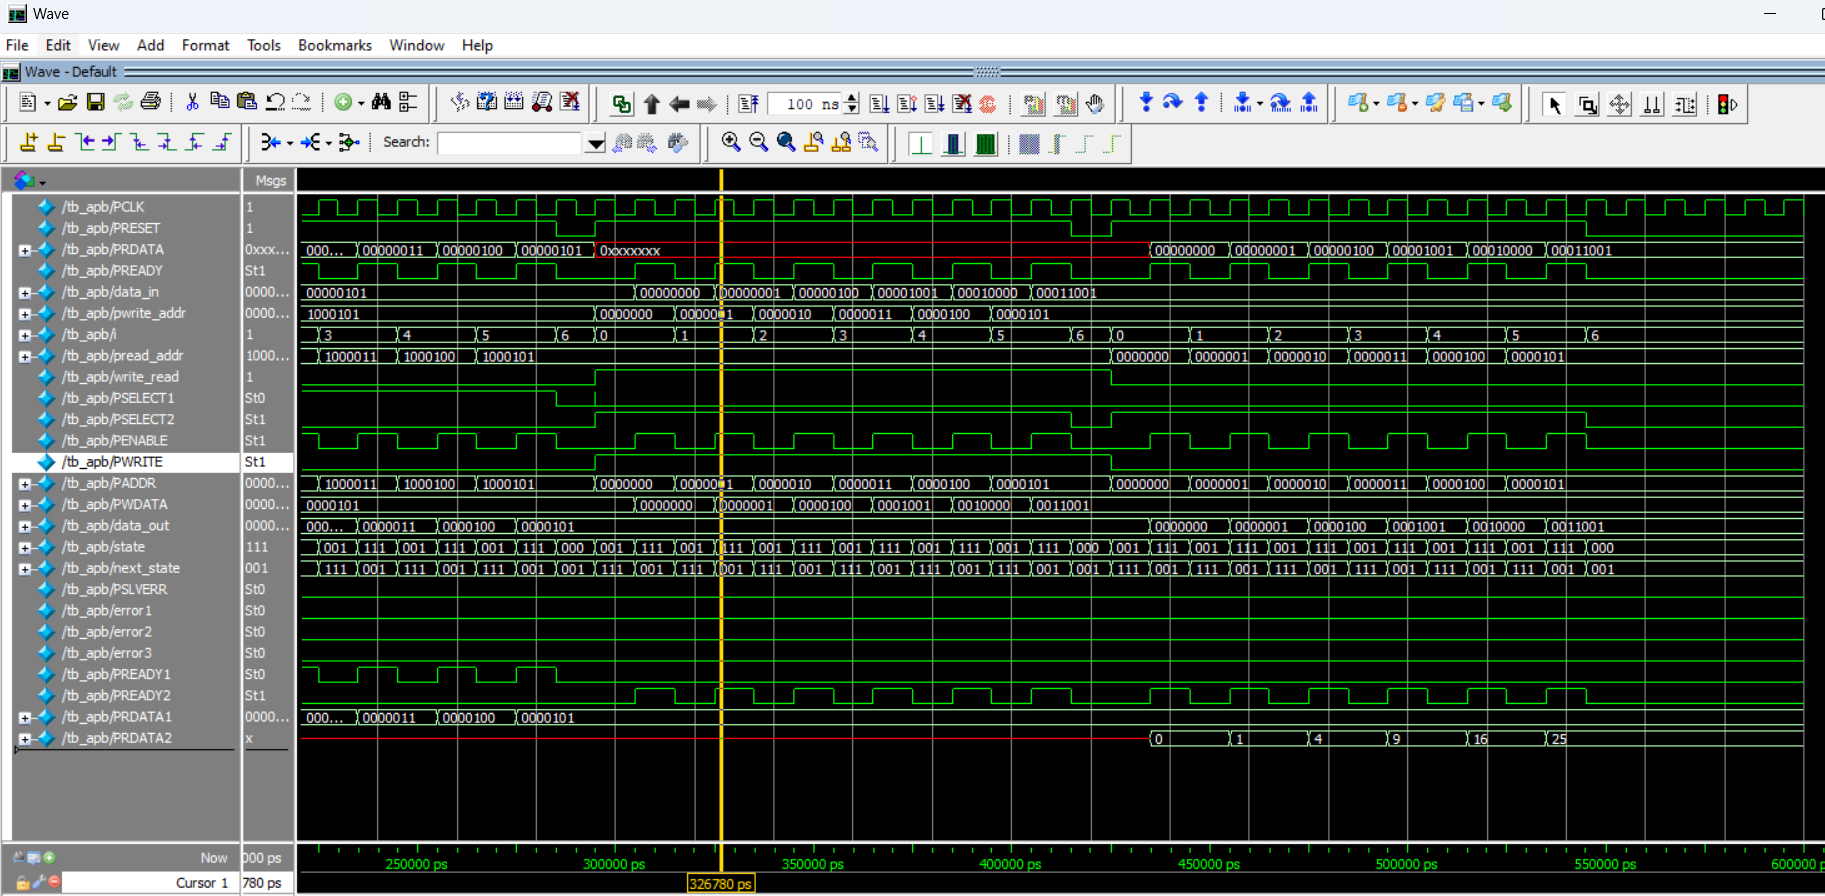 Wave
File Edit View Add Format Tools Bookmarks Window Help
Wave - Default
100 ns
Search:
Msgs
/tb_apb/PCLK 1
/tb_apb/PRESET 1
/tb_apb/PRDATA 0xxx... 000... 00000011 00000100 00000101 0xxxxxxx 00000000 00000001 00000100 00001001 00010000 00011001
/tb_apb/PREADY St1
/tb_apb/data_in 0000... 00000101 00000000 00000001 00000100 00001001 00010000 00011001
/tb_apb/pwrite_addr 0000... 1000101 0000000 0000001 0000010 0000011 0000100 0000101
/tb_apb/i 1 3 4 5 6 0 1 2 3 4 5 6 0 1 2 3 4 5 6
/tb_apb/pread_addr 1000... 1000011 1000100 1000101 0000000 0000001 0000010 0000011 0000100 0000101
/tb_apb/write_read 1
/tb_apb/PSELECT1 St0
/tb_apb/PSELECT2 St1
/tb_apb/PENABLE St1
/tb_apb/PWRITE St1
/tb_apb/PADDR 0000... 1000011 1000100 1000101 0000000 0000001 0000010 0000011 0000100 0000101 0000000 0000001 0000010 0000011 0000100 0000101
/tb_apb/PWDATA 0000... 0000101 0000000 0000001 0000100 0001001 0010000 0011001
/tb_apb/data_out 0000... 000... 0000011 0000100 0000101 0000000 0000001 0000100 0001001 0010000 0011001
/tb_apb/state 111 001 111 001 111 001 111 000 001 111 001 111 001 111 001 111 001 111 001 111 000 001 111 001 111 001 111 001 111 001 111 001 111 000
/tb_apb/next_state 001 111 001 111 001 111 001 001 111 001 111 001 111 001 111 001 111 001 111 001 001 111 001 111 001 111 001 111 001 111 001 111 001 001
/tb_apb/PSLVERR St0
/tb_apb/error1 St0
/tb_apb/error2 St0
/tb_apb/error3 St0
/tb_apb/PREADY1 St0
/tb_apb/PREADY2 St1
/tb_apb/PRDATA1 0000... 000... 0000011 0000100 0000101
/tb_apb/PRDATA2 x 0 1 4 9 16 25
Now 000 ps 250000 ps 300000 ps 350000 ps 400000 ps 450000 ps 500000 ps 550000 ps 600000 p
Cursor 1 780 ps 326780 ps